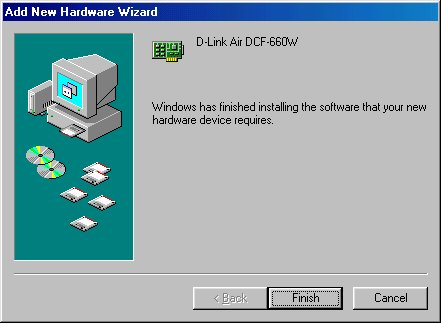 Add New Hardware Wizard
D-Link Air DCF-660W
Windows has finished installing the software that your new
hardware device requires.
< Back
Finish
Cancel